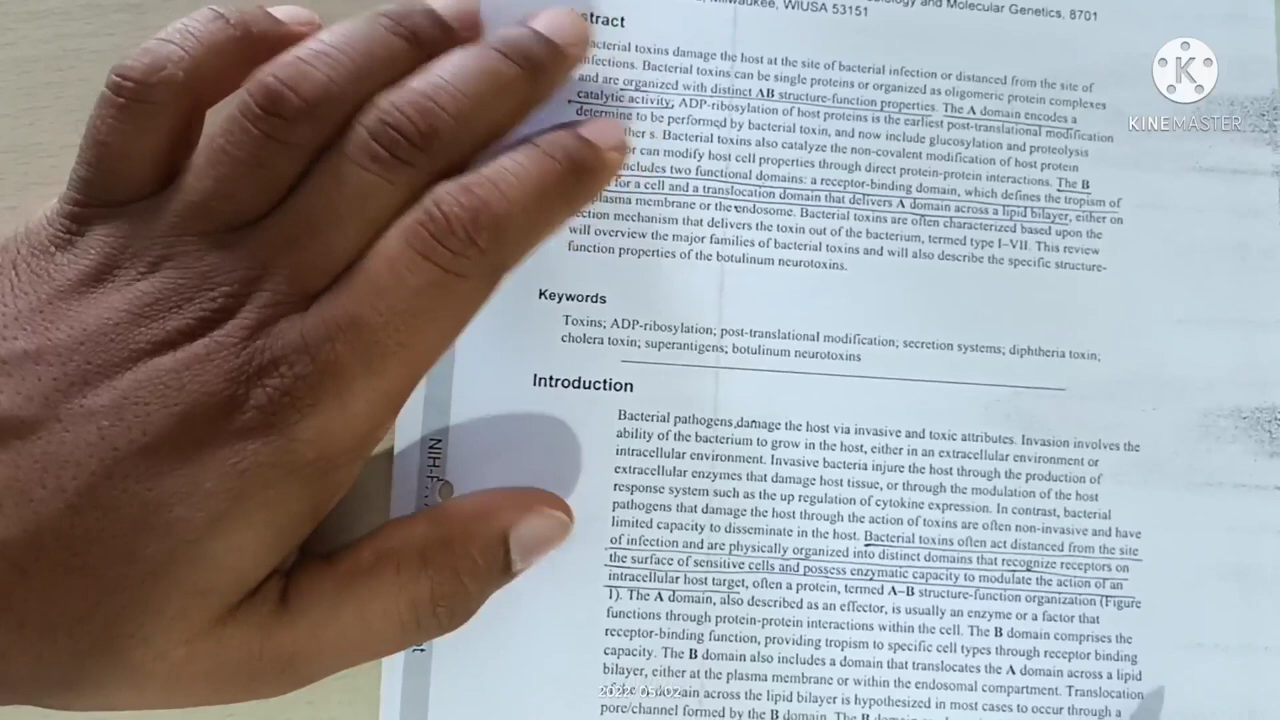 Milwaukee, WIUSA 53151
and Molecular Genetics, 8701
stract
acterial toxins damage the host at the site of bacterial infection or distanced from the site of
nfections. Bacterial toxins can be single proteins or organized as oligomeric protein complexes
and are organized with distinct AB structure-function properties. The A domain encodes a
catalytic activity; ADP-ribosylation of host proteins is the earliest post-translational modification
determine to be performed by bacterial toxin, and now include glucosylation and proteolysis
ther s. Bacterial toxins also catalyze the non-covalent modification of host protein
or can modify host cell properties through direct protein-protein interactions. The B
includes two functional domains: a receptor-binding domain, which defines the tropism of
for a cell and a translocation domain that delivers A domain across a lipid bilayer, either on
plasma membrane or the endosome. Bacterial toxins are often characterized based upon the
ction mechanism that delivers the toxin out of the bacterium, termed type I–VII. This review
will overview the major families of bacterial toxins and will also describe the specific structure-
function properties of the botulinum neurotoxins.
KINEMASTER
Keywords
Toxins; ADP-ribosylation; post-translational modification; secretion systems; diphtheria toxin;
cholera toxin; superantigens; botulinum neurotoxins
Introduction
Bacterial pathogens damage the host via invasive and toxic attributes. Invasion involves the
ability of the bacterium to grow in the host, either in an extracellular environment or
intracellular environment. Invasive bacteria injure the host through the production of
extracellular enzymes that damage host tissue, or through the modulation of the host
response system such as the up regulation of cytokine expression. In contrast, bacterial
pathogens that damage the host through the action of toxins are often non-invasive and have
limited capacity to disseminate in the host. Bacterial toxins often act distanced from the site
of infection and are physically organized into distinct domains that recognize receptors on
the surface of sensitive cells and possess enzymatic capacity to modulate the action of an
intracellular host target, often a protein, termed A–B structure-function organization (Figure
1). The A domain, also described as an effector, is usually an enzyme or a factor that
functions through protein-protein interactions within the cell. The B domain comprises the
receptor-binding function, providing tropism to specific cell types through receptor binding
capacity. The B domain also includes a domain that translocates the A domain across a lipid
bilayer, either at the plasma membrane or within the endosomal compartment. Translocation
main across the lipid bilayer is hypothesized in most cases to occur through a
pore/channel formed by the B domain. The B
NIH-
2022 05/02